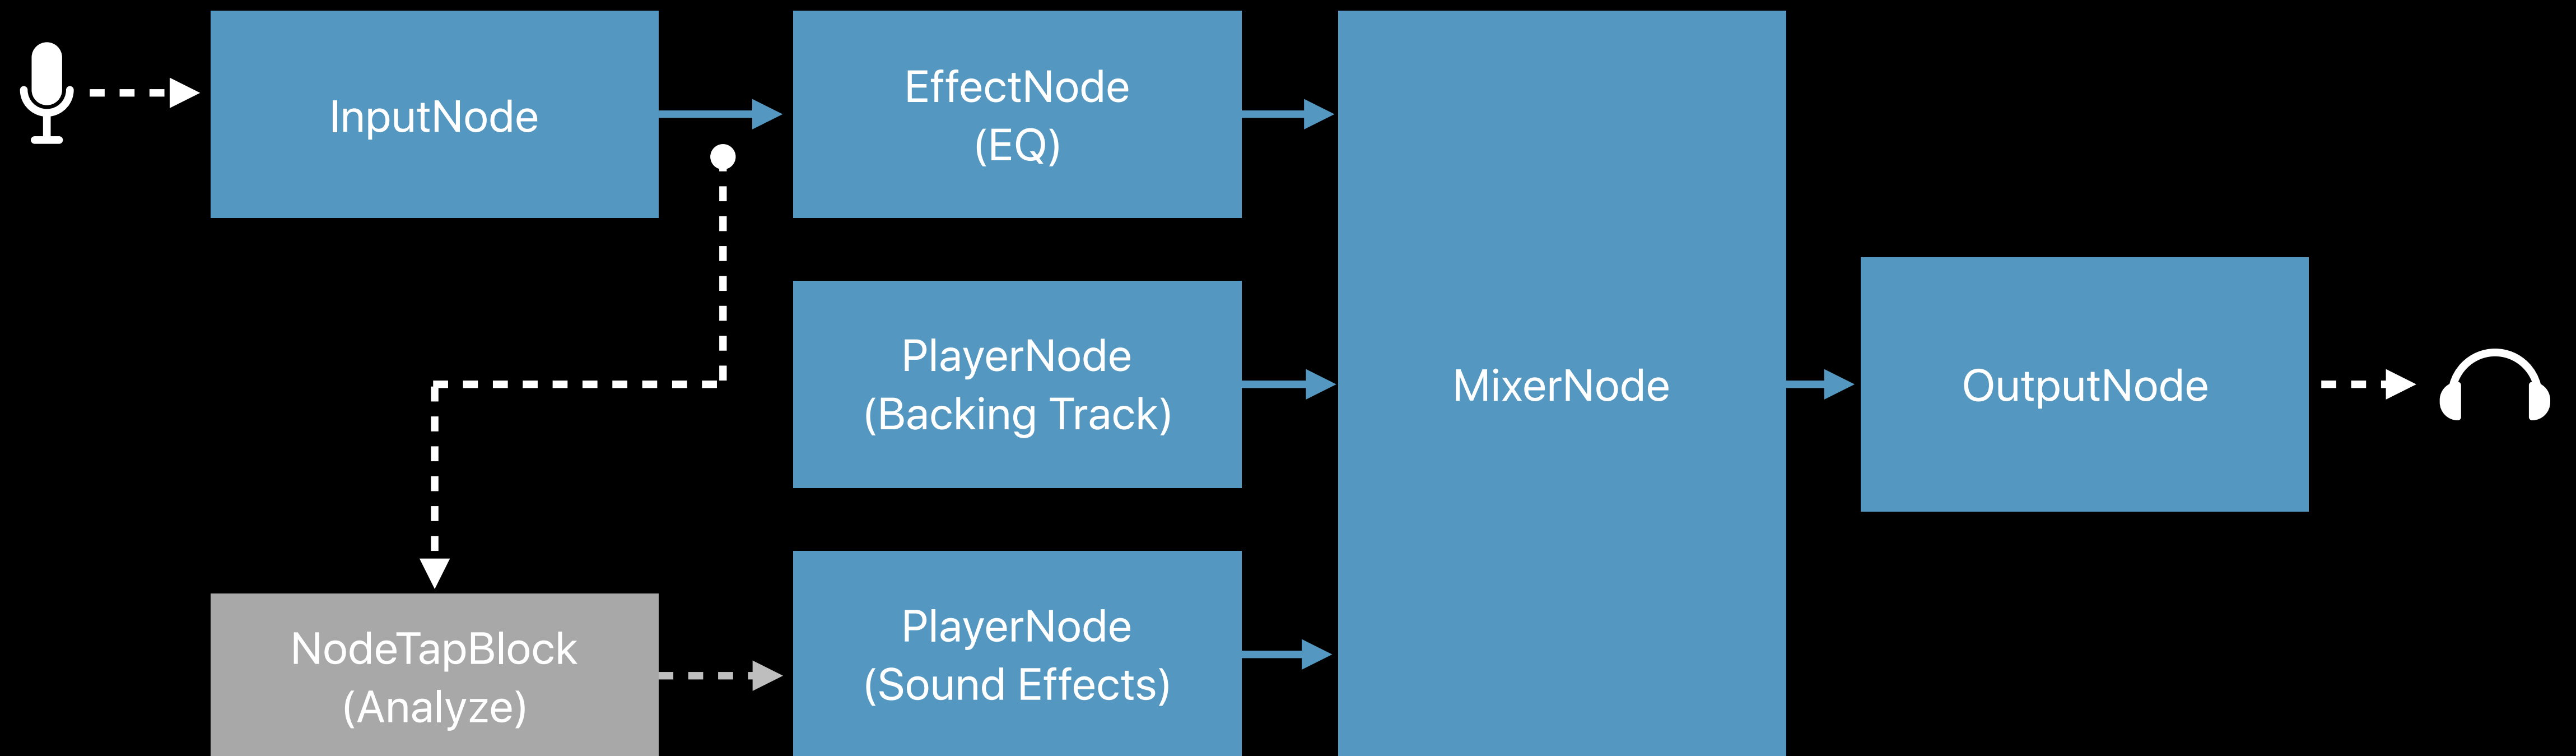 InputNode
EffectNode
(EQ)
PlayerNode
(Backing Track)
MixerNode
OutputNode
NodeTapBlock
(Analyze)
PlayerNode
(Sound Effects)